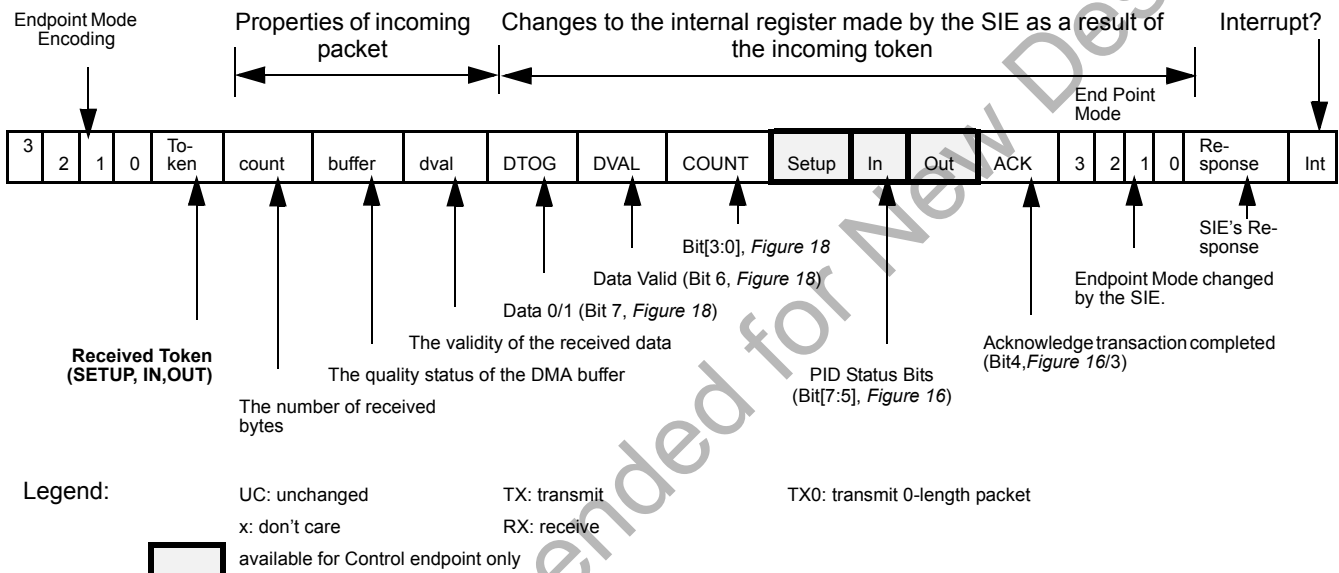 Endpoint Mode
Encoding
Properties of incoming
packet
Changes to the internal register made by the SIE as a result of
the incoming token
Interrupt?
End Point
Mode
3 2 1 0 To-
ken count buffer dval DTOG DVAL COUNT Setup In Out ACK 3 2 1 0 Re-
sponse Int
Bit[3:0], Figure 18
Data Valid (Bit 6, Figure 18)
Data 0/1 (Bit 7, Figure 18)
The validity of the received data
The quality status of the DMA buffer
The number of received
bytes
Received Token
(SETUP, IN,OUT)
PID Status Bits
(Bit[7:5], Figure 16)
SIE's Re-
sponse
Endpoint Mode changed
by the SIE.
Acknowledge transaction completed
(Bit4,Figure 16/3)
Legend:
UC: unchanged
TX: transmit
TX0: transmit 0-length packet
x: don't care
RX: receive
available for Control endpoint only
ended for New Des